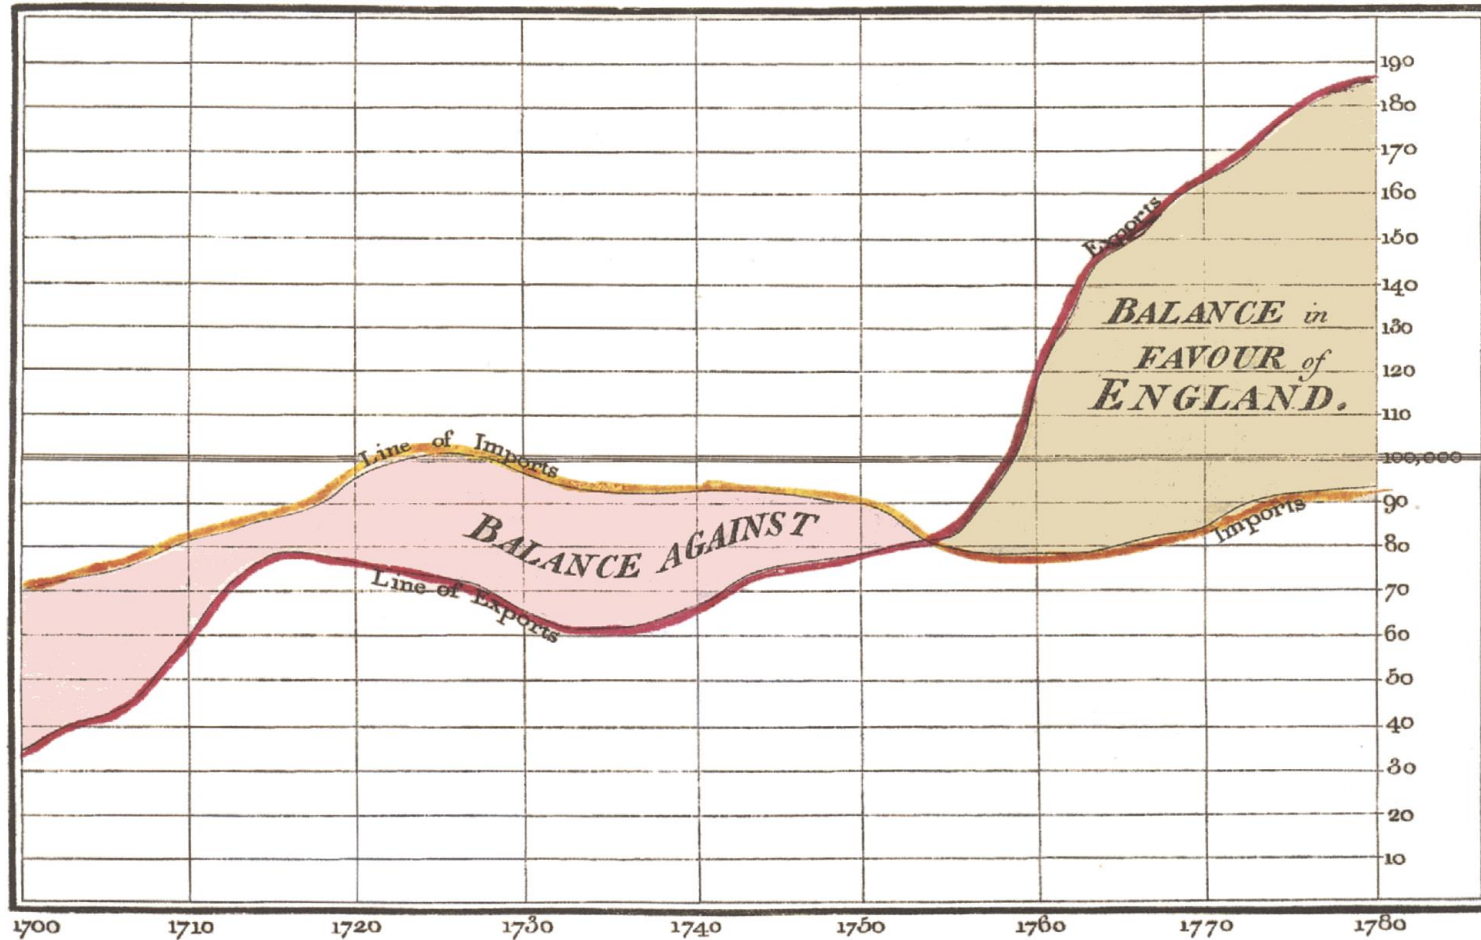 190
180
170
160
150
140
130
120
110
100,000
90
80
70
60
50
40
30
20
10
Exports
BALANCE in
FAVOUR of
ENGLAND.
Line of Imports
BALANCE AGAINST
Line of Exports
Imports
1700 1710 1720 1730 1740 1750 1760 1770 1780